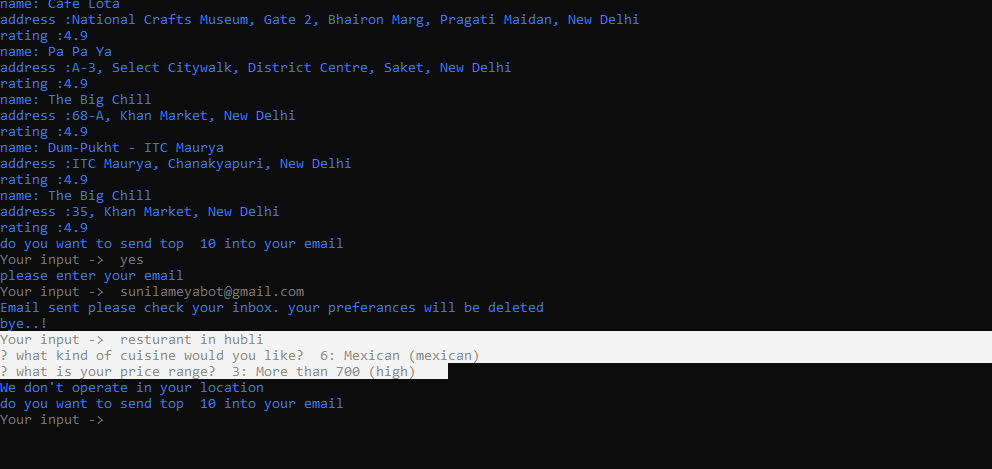 name: Cafe Lota
address :National Crafts Museum, Gate 2, Bhairon Marg, Pragati Maidan, New Delhi
rating :4.9
name: Pa Pa Ya
address :A-3, Select Citywalk, District Centre, Saket, New Delhi
rating :4.9
name: The Big Chill
address :68-A, Khan Market, New Delhi
rating :4.9
name: Dum-Pukht - ITC Maurya
address :ITC Maurya, Chanakyapuri, New Delhi
rating :4.9
name: The Big Chill
address :35, Khan Market, New Delhi
rating :4.9
do you want to send top  10 into your email
Your input ->  yes
please enter your email
Your input ->  sunilameyabot@gmail.com
Email sent please check your inbox. your preferances will be deleted
bye..!
Your input ->  resturant in hubli
? what kind of cuisine would you like?  6: Mexican (mexican)
? what is your price range?  3: More than 700 (high)
We don't operate in your location
do you want to send top  10 into your email
Your input ->